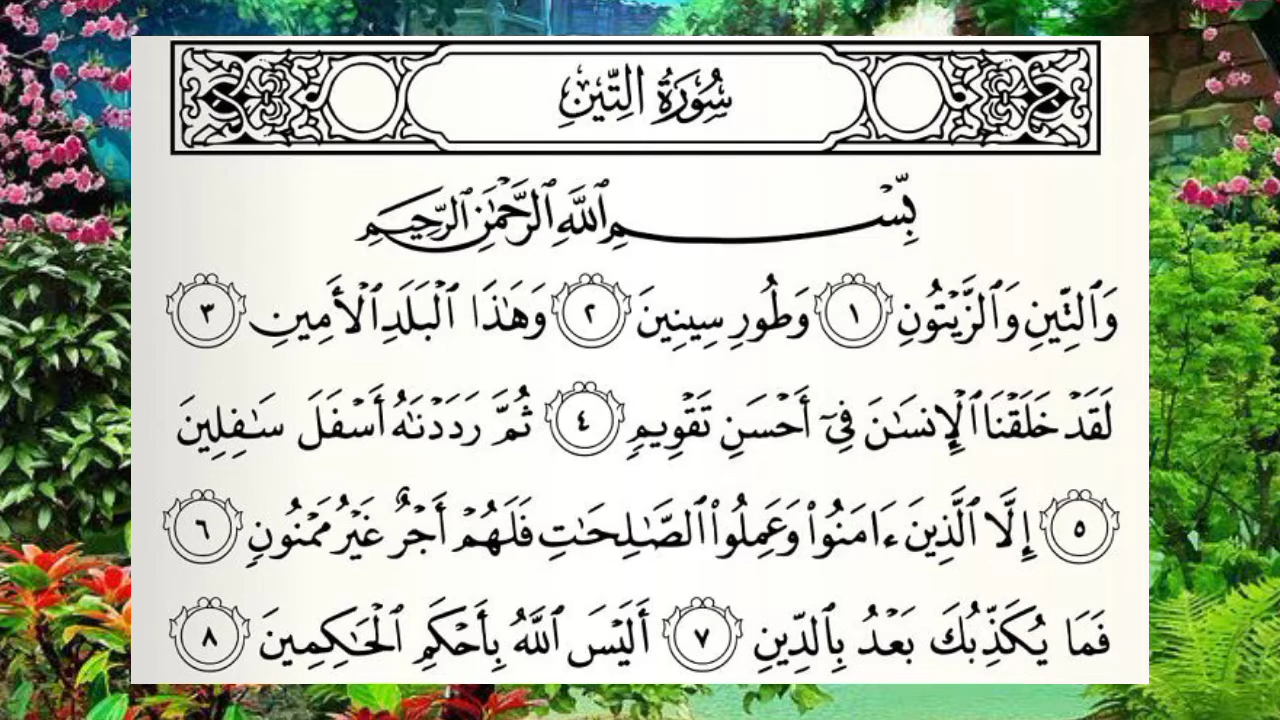 سُورَةُ التِّينِ
بِّسْمِ ٱللَّهِ ٱلرَّحْمَٰنِ ٱلرَّحِيمِ
وَٱلتِّينِ وَٱلزَّيْتُونِ ١ وَطُورِ سِينِينَ ٢ وَهَٰذَا ٱلْبَلَدِ ٱلْأَمِينِ ٣
لَقَدْ خَلَقْنَا ٱلْإِنسَٰنَ فِىٓ أَحْسَنِ تَقْوِيمٍ ٤ ثُمَّ رَدَدْنَٰهُ أَسْفَلَ سَٰفِلِينَ
٥ إِلَّا ٱلَّذِينَ ءَامَنُوا۟ وَعَمِلُوا۟ ٱلصَّٰلِحَٰتِ فَلَهُمْ أَجْرٌ غَيْرُ مَمْنُونٍ ٦
فَمَا يُكَذِّبُكَ بَعْدُ بِٱلدِّينِ ٧ أَلَيْسَ ٱللَّهُ بِأَحْكَمِ ٱلْحَٰكِمِينَ ٨